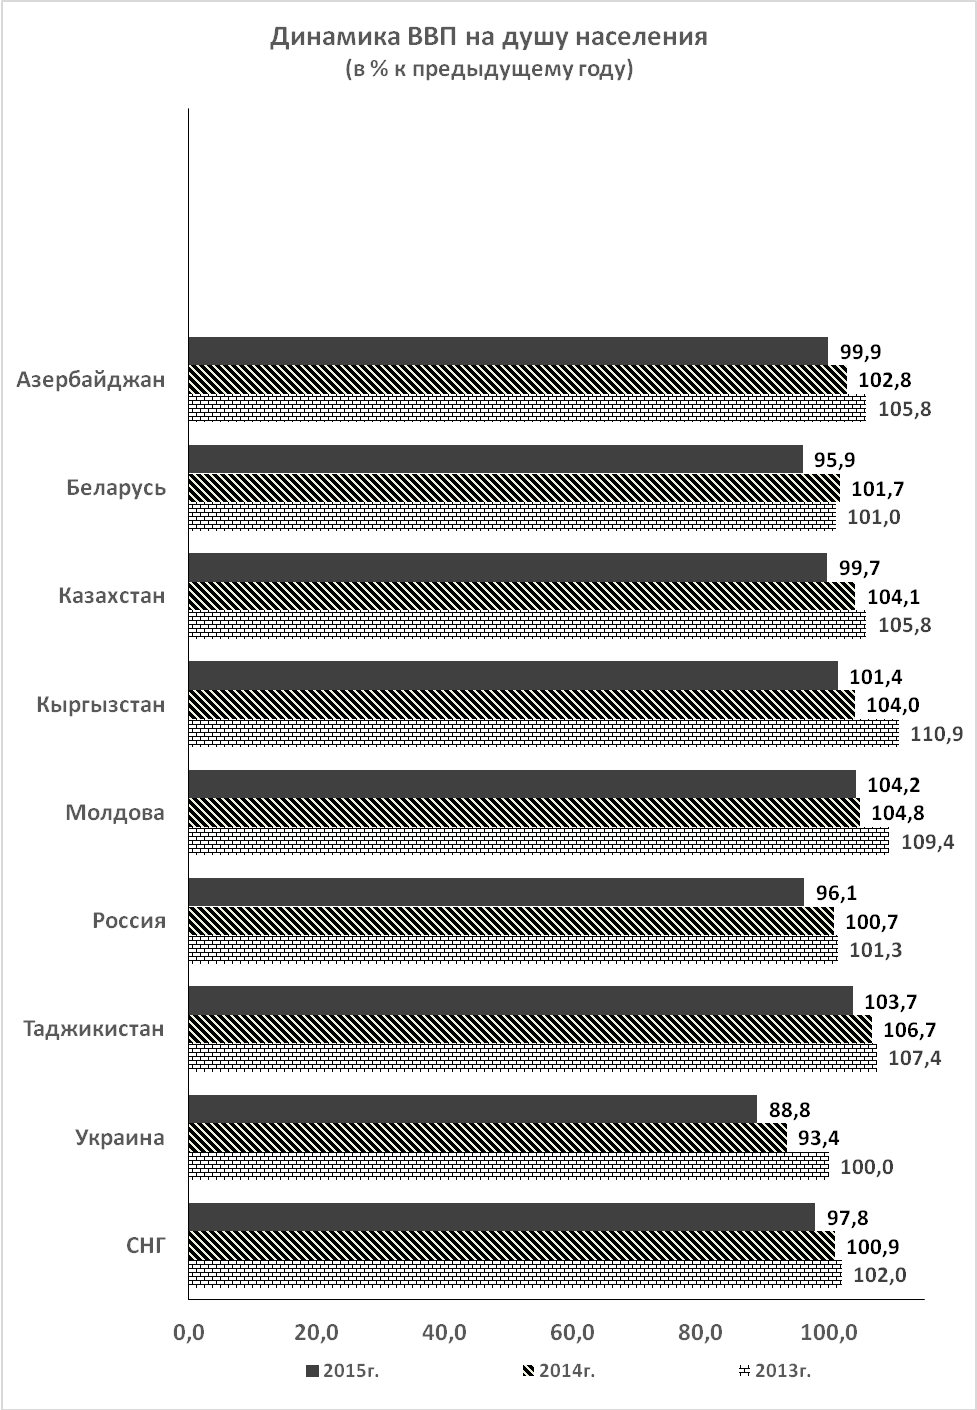 Динамика ВВП на душу населения
(в % к предыдущему году)
Азербайджан
99,9
102,8
105,8
Беларусь
95,9
101,7
101,0
Казахстан
99,7
104,1
105,8
Кыргызстан
101,4
104,0
110,9
Молдова
104,2
104,8
109,4
Россия
96,1
100,7
101,3
Таджикистан
103,7
106,7
107,4
Украина
88,8
93,4
100,0
СНГ
97,8
100,9
102,0
0,0 20,0 40,0 60,0 80,0 100,0
2015г. 2014г. 2013г.